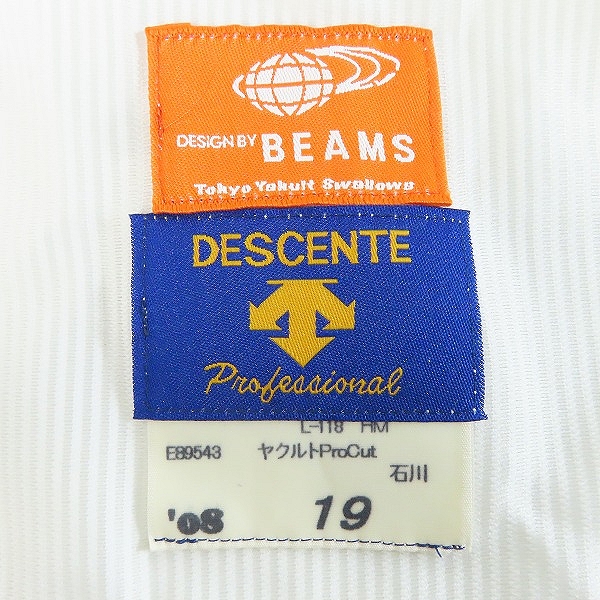 DESIGN BY BEAMS
Tokyo Yakult Swallows
DESCENTE
Professional
L-118 HM
E89543 ヤクルトProCut
石川
'08 19